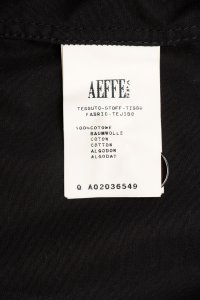 AEFFE
TESSUTO-STOFF-TISSU
FABRIC-TEJIDO
100%COTONE
BAUMWOLLE
COTON
COTTON
ALGODON
ALGODAO
Q A02036549